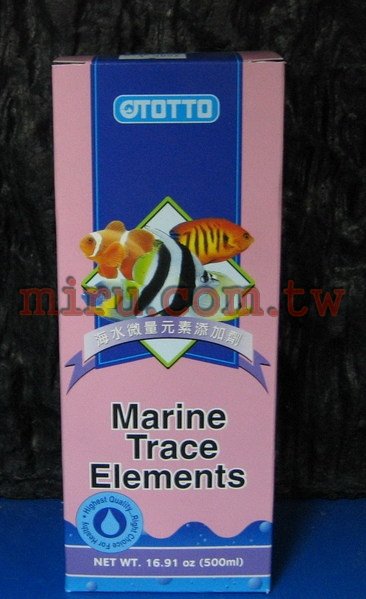 OTOTTO
miru.com.tw
海水微量元素添加劑
Marine
Trace
Elements
Highest Quality... Right Choice For Healthy
NET WT. 16.91 oz (500ml)